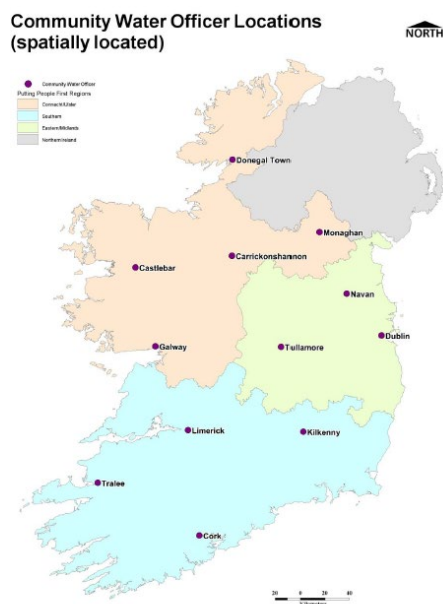 Community Water Officer Locations
(spatially located)
NORTH
Community Water Officer
Putting People First Regions
Connacht/Ulster
Southern
Eastern/Midlands
Northern Ireland
Donegal Town
Monaghan
Carrickonshannon
Castlebar
Navan
Dublin
Galway
Tullamore
Limerick
Kilkenny
Tralee
Cork
20 0 20 40